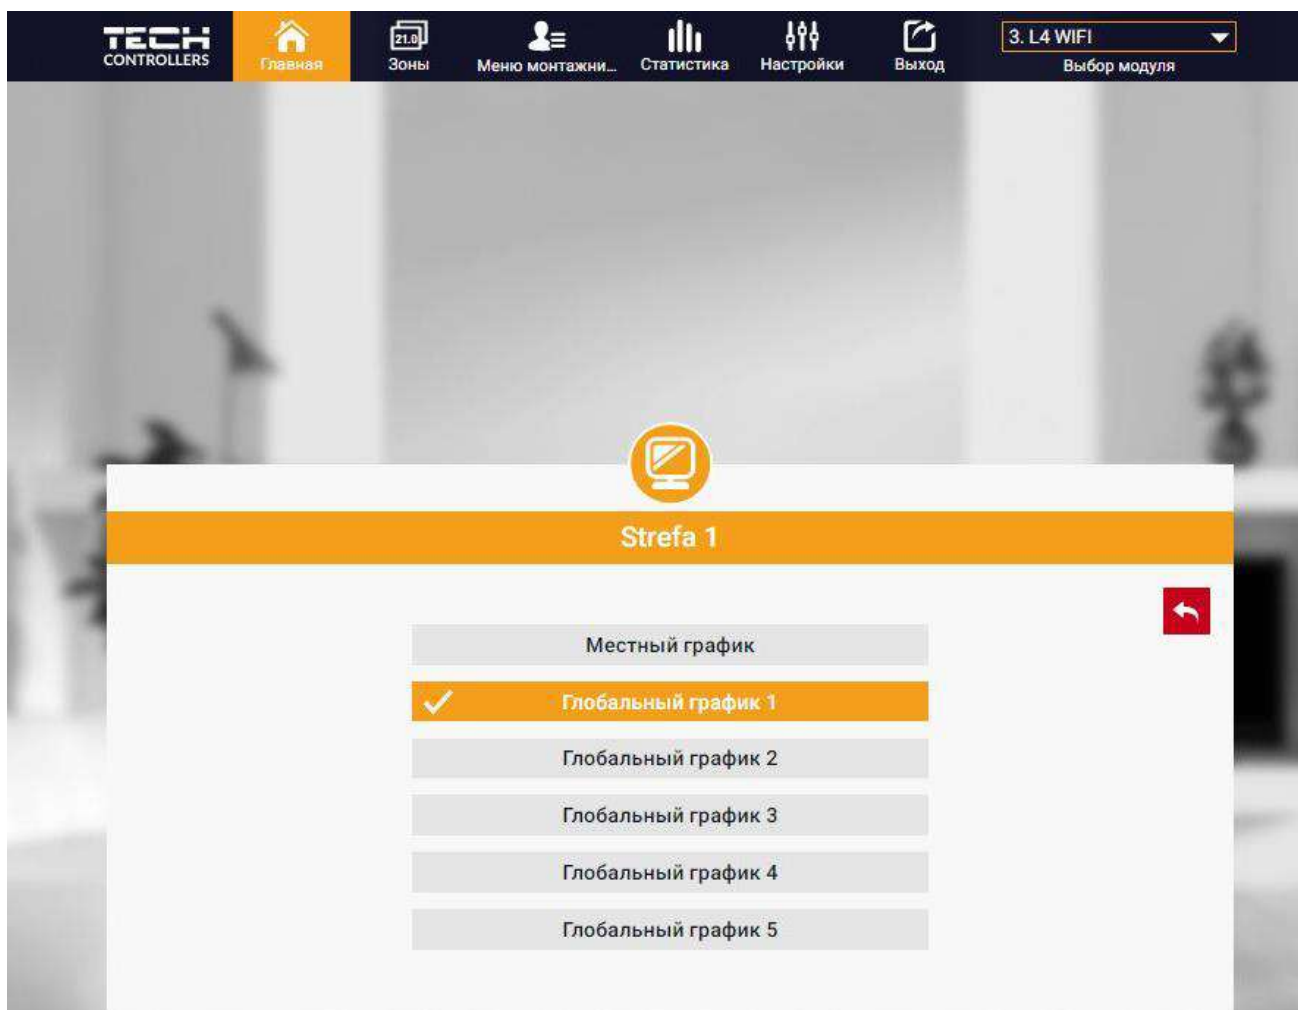 TECH
CONTROLLERS
Главная
21.0
Зоны
Меню монтажни...
Статистика
Настройки
Выход
3. L4 WIFI
Выбор модуля
Strefa 1
Местный график
Глобальный график 1
Глобальный график 2
Глобальный график 3
Глобальный график 4
Глобальный график 5